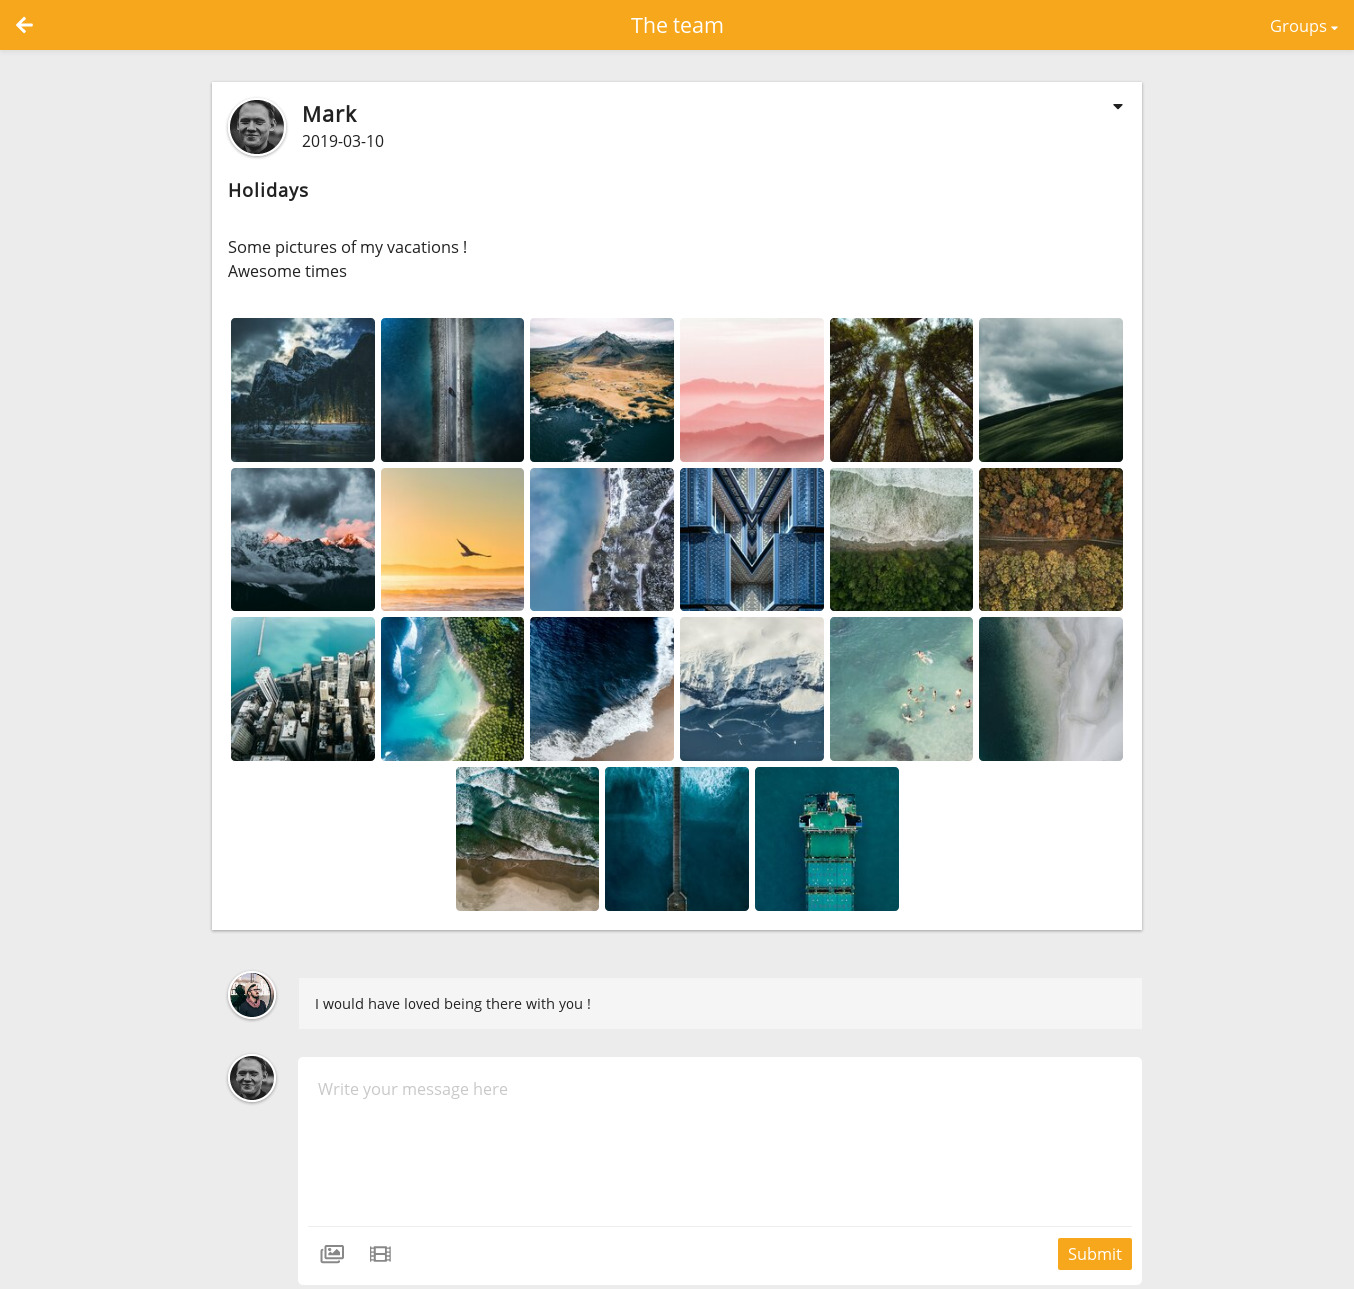 The team
Groups
Mark
2019-03-10
Holidays
Some pictures of my vacations !
Awesome times
I would have loved being there with you !
Write your message here
Submit